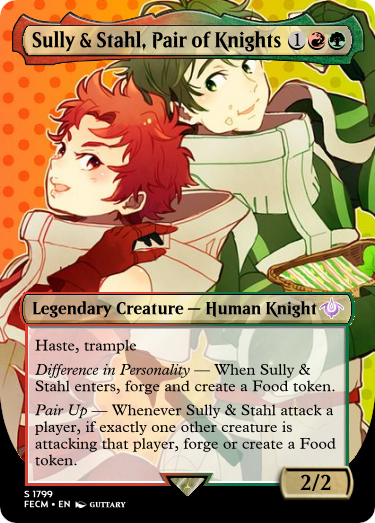 Sully & Stahl, Pair of Knights 1
Legendary Creature — Human Knight
Haste, trample
Difference in Personality — When Sully &
Stahl enters, forge and create a Food token.
Pair Up — Whenever Sully & Stahl attack a
player, if exactly one other creature is
attacking that player, forge or create a Food
token.
2/2
S 1799
FECM • EN GUTTARY